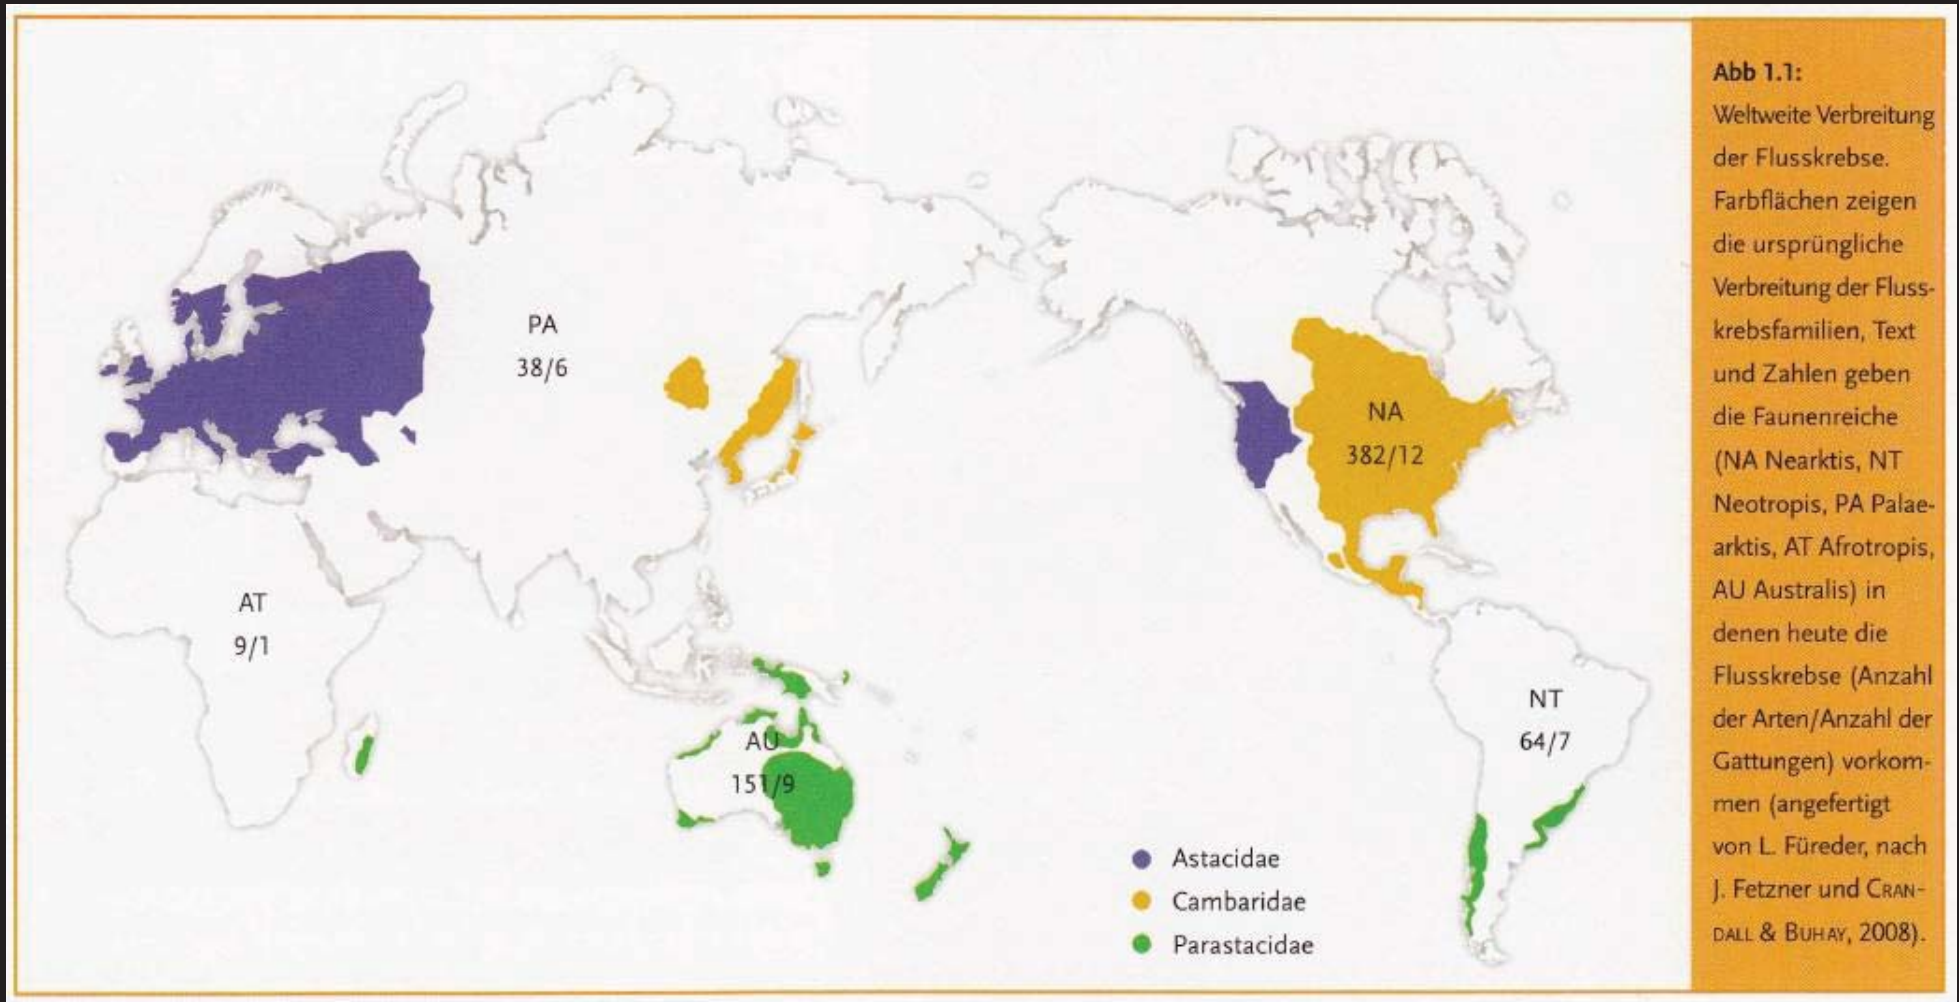 PA
38/6
NA
382/12
AT
9/1
NT
64/7
AU
151/9
Astacidae
Cambaridae
Parastacidae
Abb 1.1:
Weltweite Verbreitung
der Flusskrebse.
Farbflächen zeigen
die ursprüngliche
Verbreitung der Fluss-
krebsfamilien, Text
und Zahlen geben
die Faunenreiche
(NA Nearktis, NT
Neotropis, PA Palae-
arktis, AT Afrotropis,
AU Australis) in
denen heute die
Flusskrebse (Anzahl
der Arten/Anzahl der
Gattungen) vorkom-
men (angefertigt
von L. Füreder, nach
J. Fetzner und CRAN-
DALL & BUHAY, 2008).